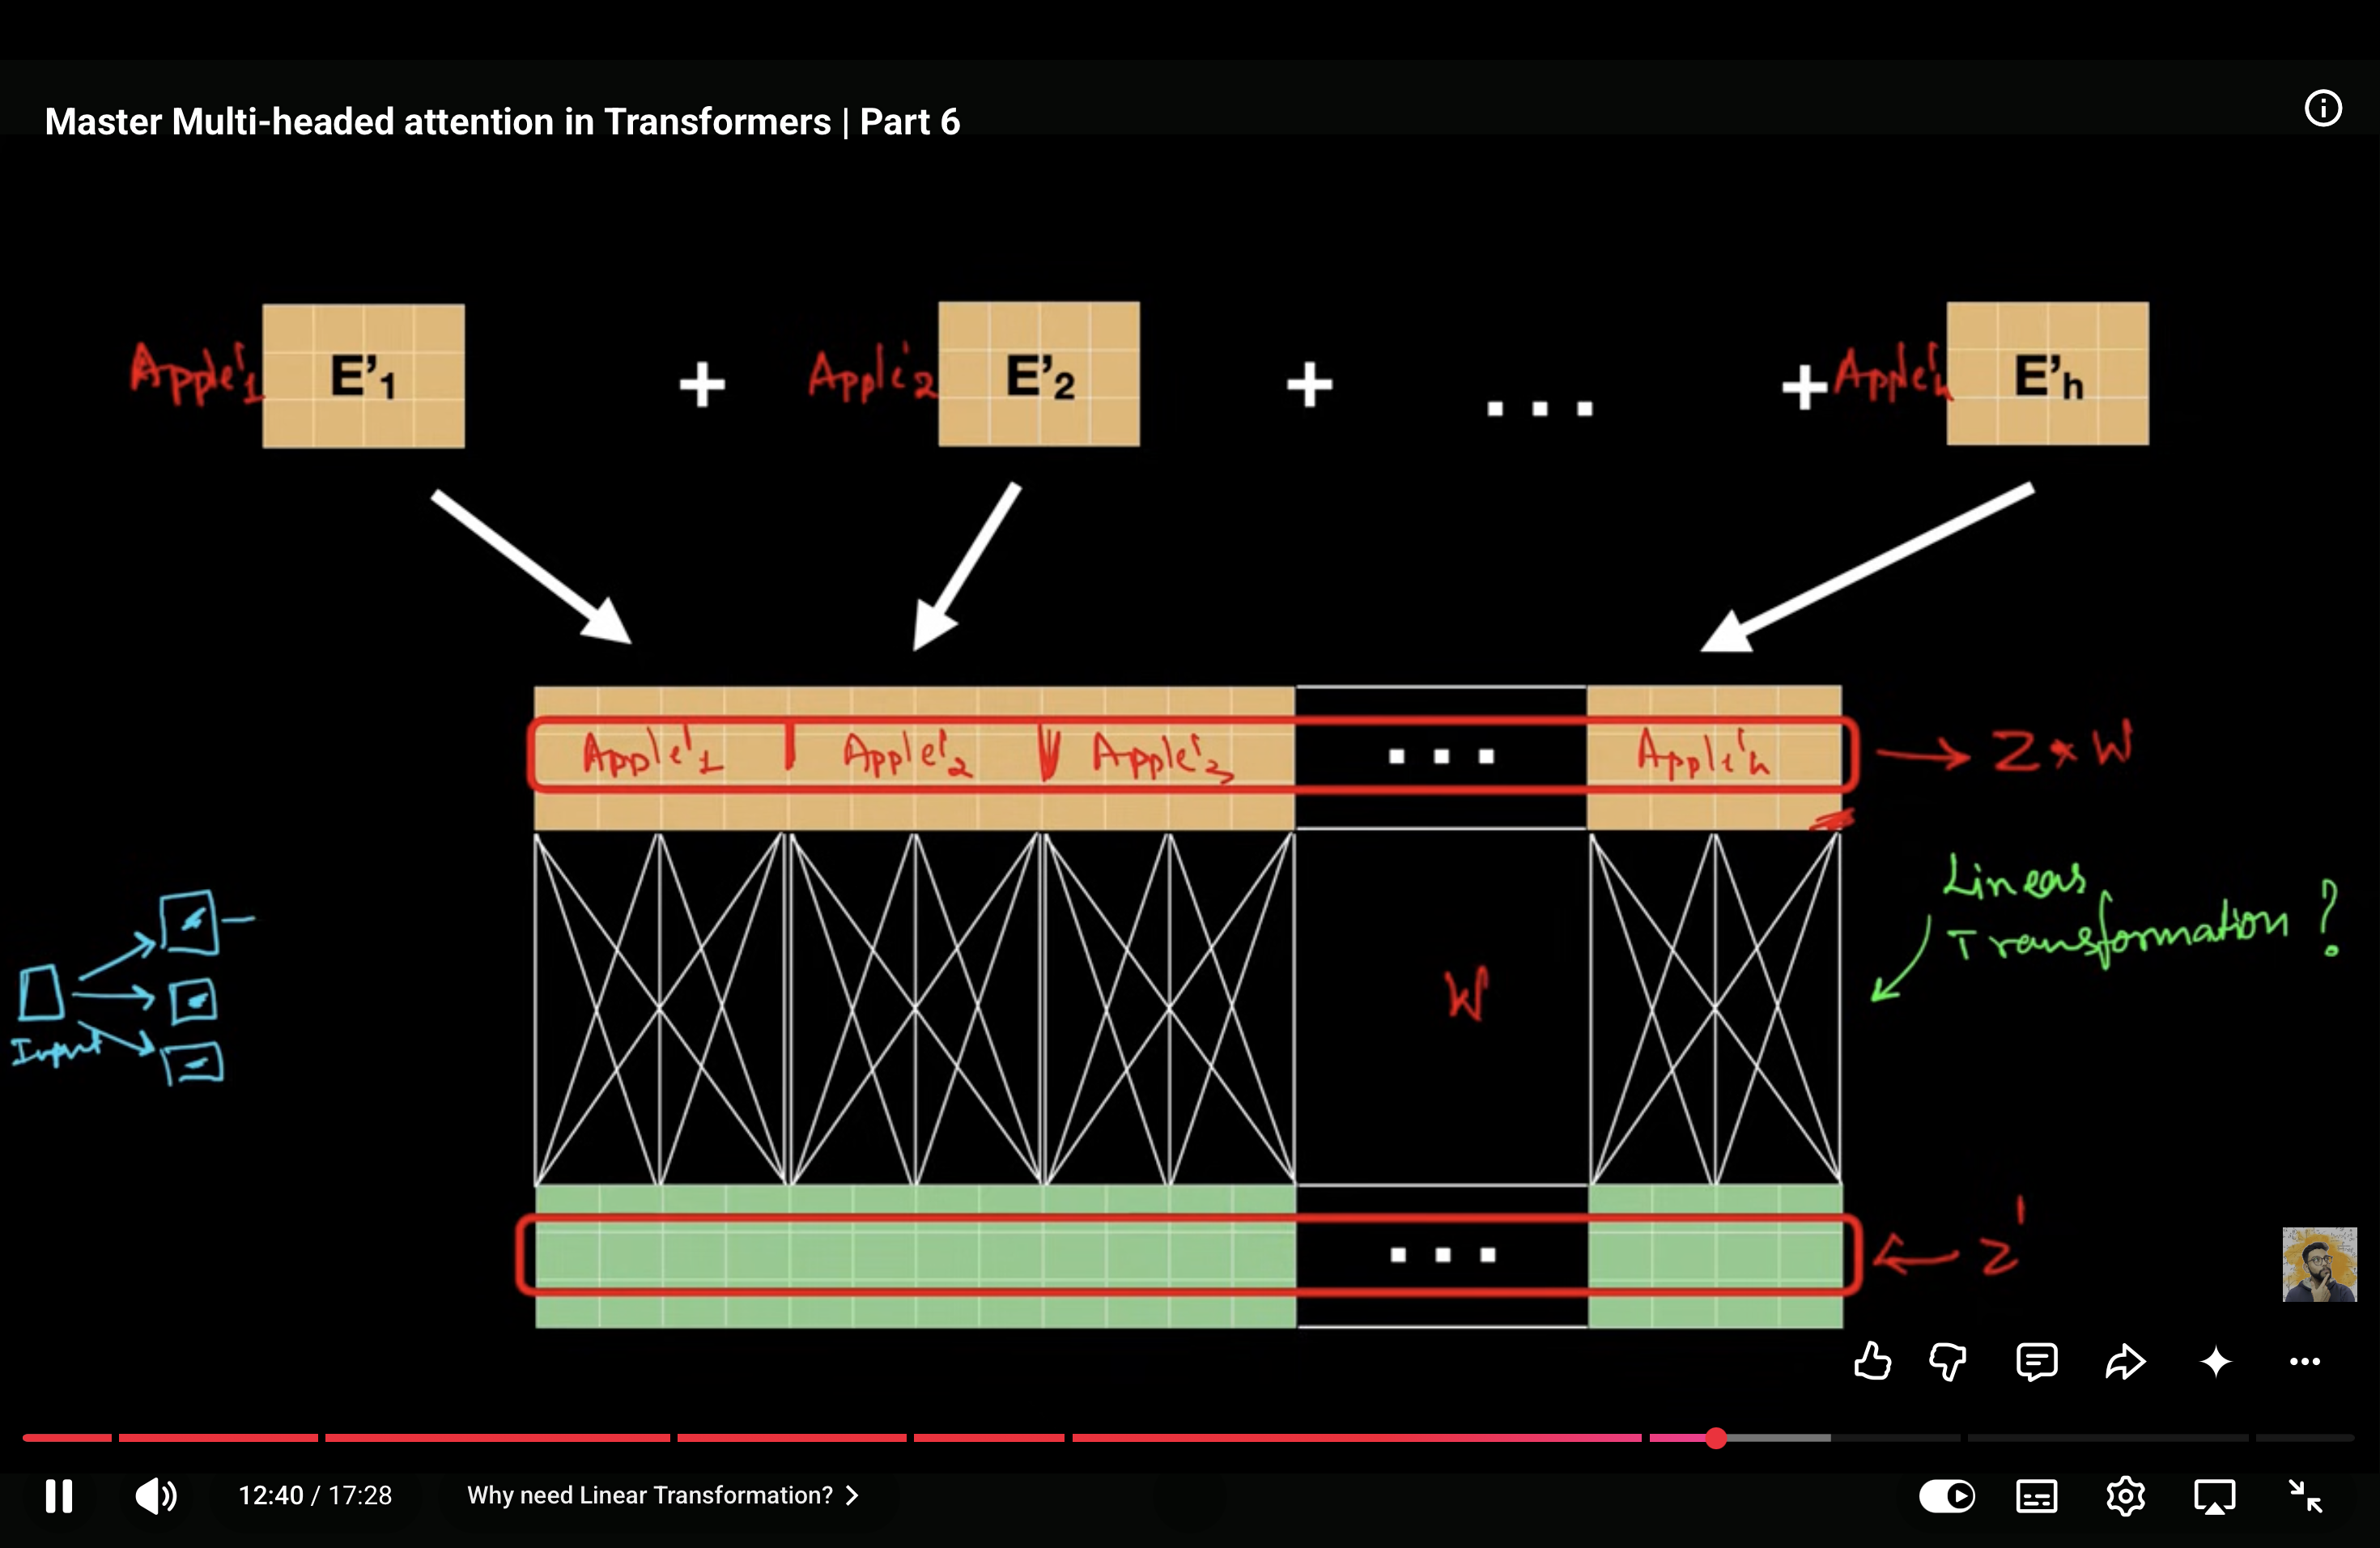 Master Multi-headed attention in Transformers | Part 6
Apple'1 E'1 + Apple'2 E'2 + ... + Apple'h E'h
Apple'1 Apple'2 Apple'3 ... Apple'h → Z * W
Linear
Transformation ?
W
Input
... ← Z'
12:40 / 17:28 Why need Linear Transformation?